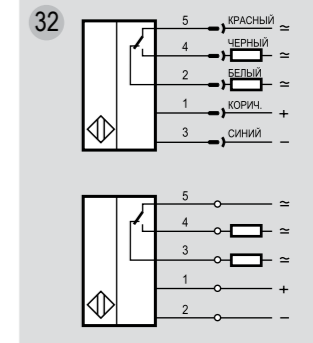 32
5 КРАСНЫЙ ≃
4 ЧЕРНЫЙ ≃
2 БЕЛЫЙ ≃
1 КОРИЧ. +
3 СИНИЙ −
5 ≃
4 ≃
3 ≃
1 +
2 −